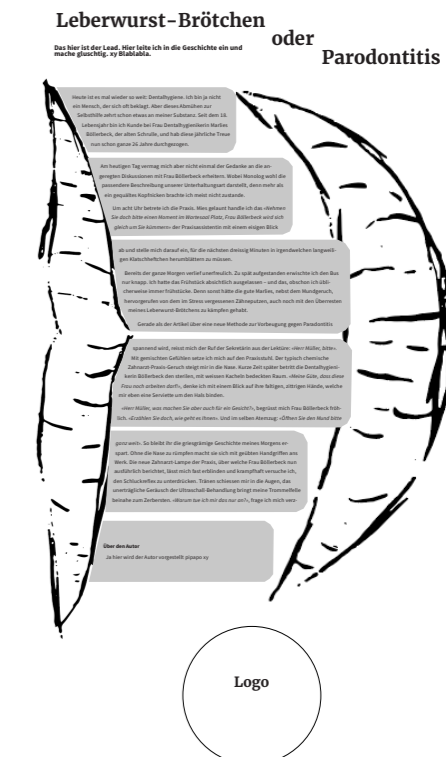 Leberwurst-Brötchen
oder
Parodontitis
Das hier ist der Lead. Hier leite ich in die Geschichte ein und
mache gluschtig. xy Blablabla.
Heute ist es mal wieder so weit: Dentalhygiene. Ich bin ja nicht
ein Mensch, der sich oft beklagt. Aber dieses Abmühen zur
Selbsthilfe zehrt schon etwas an meiner Substanz. Seit dem 18.
Lebensjahr bin ich Kunde bei Frau Dentalhygienikerin Marlies
Böllerbeck, der alten Schrulle, und hab diese jährliche Treue
nun schon ganze 26 Jahre durchgezogen.
Am heutigen Tag vermag mich aber nicht einmal der Gedanke an die an-
geregten Diskussionen mit Frau Böllerbeck erheitern. Wobei Monolog wohl die
passendere Beschreibung unserer Unterhaltungsart darstellt, denn mehr als
ein gequältes Kopfnicken brachte ich meist nicht zustande.
Um acht Uhr betrete ich die Praxis. Mies gelaunt handle ich das «Nehmen
Sie doch bitte einen Moment im Wartesaal Platz, Frau Böllerbeck wird sich
gleich um Sie kümmern» der Praxisassistentin mit einem eisigen Blick
ab und stelle mich darauf ein, für die nächsten dreissig Minuten in irgendwelchen langweili-
gen Klatschheftchen herumblättern zu müssen.
Bereits der ganze Morgen verlief unerfreulich. Zu spät aufgestanden erwischte ich den Bus
nur knapp. Ich hatte das Frühstück absichtlich ausgelassen – und das, obschon ich übli-
cherweise immer frühstücke. Denn sonst hätte die gute Marlies, nebst dem Mundgeruch,
hervorgerufen von dem im Stress vergessenen Zähneputzen, auch noch mit den Überresten
meines Leberwurst-Brötchens zu kämpfen gehabt.
Gerade als der Artikel über eine neue Methode zur Vorbeugung gegen Parodontitis
spannend wird, reisst mich der Ruf der Sekretärin aus der Lektüre: «Herr Müller, bitte».
Mit gemischten Gefühlen setze ich mich auf den Praxisstuhl. Der typisch chemische
Zahnarzt-Praxis-Geruch steigt mir in die Nase. Kurze Zeit später betritt die Dentalhygieni-
kerin Böllerbeck den sterilen, mit weissen Kacheln bedeckten Raum. «Meine Güte, dass diese
Frau noch arbeiten darf!», denke ich mit einem Blick auf ihre faltigen, zittrigen Hände, welche
mir eben eine Serviette um den Hals binden.
«Herr Müller, was machen Sie aber auch für ein Gesicht?», begrüsst mich Frau Böllerbeck fröh-
lich. «Erzählen Sie doch, wie geht es Ihnen». Und im selben Atemzug: «Öffnen Sie den Mund bitte
ganz weit». So bleibt ihr die griesgrämige Geschichte meines Morgens er-
spart. Ohne die Nase zu rümpfen macht sie sich mit geübten Handgriffen ans
Werk. Die neue Zahnarzt-Lampe der Praxis, über welche Frau Böllerbeck nun
ausführlich berichtet, lässt mich fast erblinden und krampfhaft versuche ich,
den Schluckreflex zu unterdrücken. Tränen schiessen mir in die Augen, das
unerträgliche Geräusch der Ultraschall-Behandlung bringt meine Trommelfelle
beinahe zum Zerbersten. «Warum tue ich mir das nur an?», frage ich mich verz-
Über den Autor
Ja hier wird der Autor vorgestellt pipapo xy
Logo